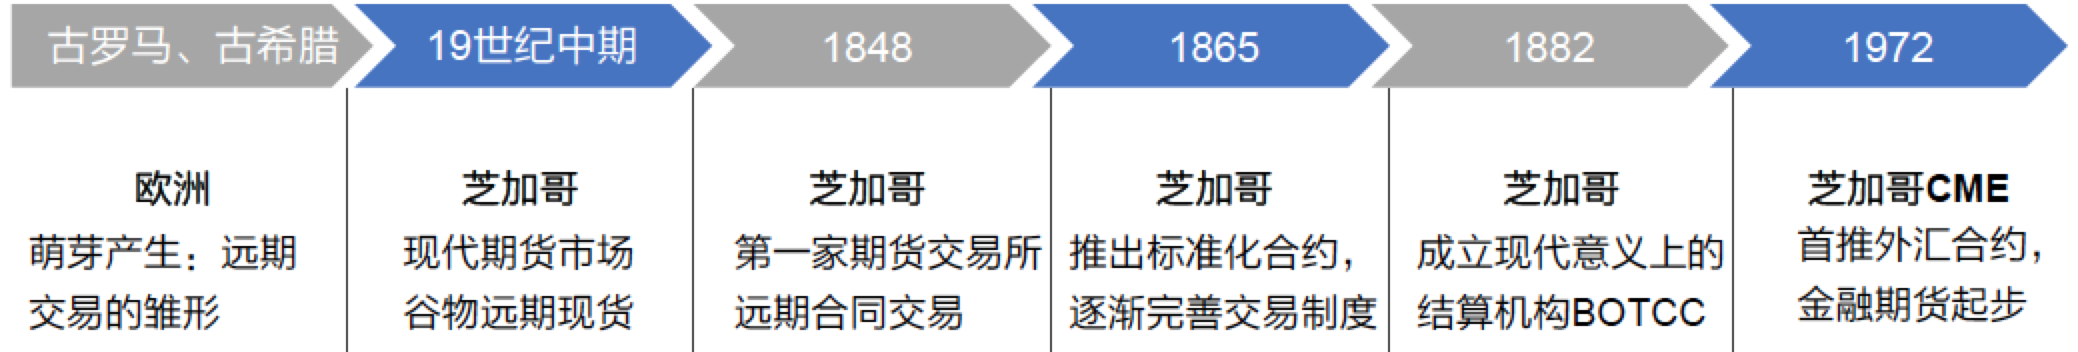 古罗马、古希腊
19世纪中期
1848
1865
1882
1972
欧洲
萌芽产生：远期
交易的雏形
芝加哥
现代期货市场
谷物远期现货
芝加哥
第一家期货交易所
远期合同交易
芝加哥
推出标准化合约，
逐渐完善交易制度
芝加哥
成立现代意义上的
结算机构BOTCC
芝加哥CME
首推外汇合约，
金融期货起步